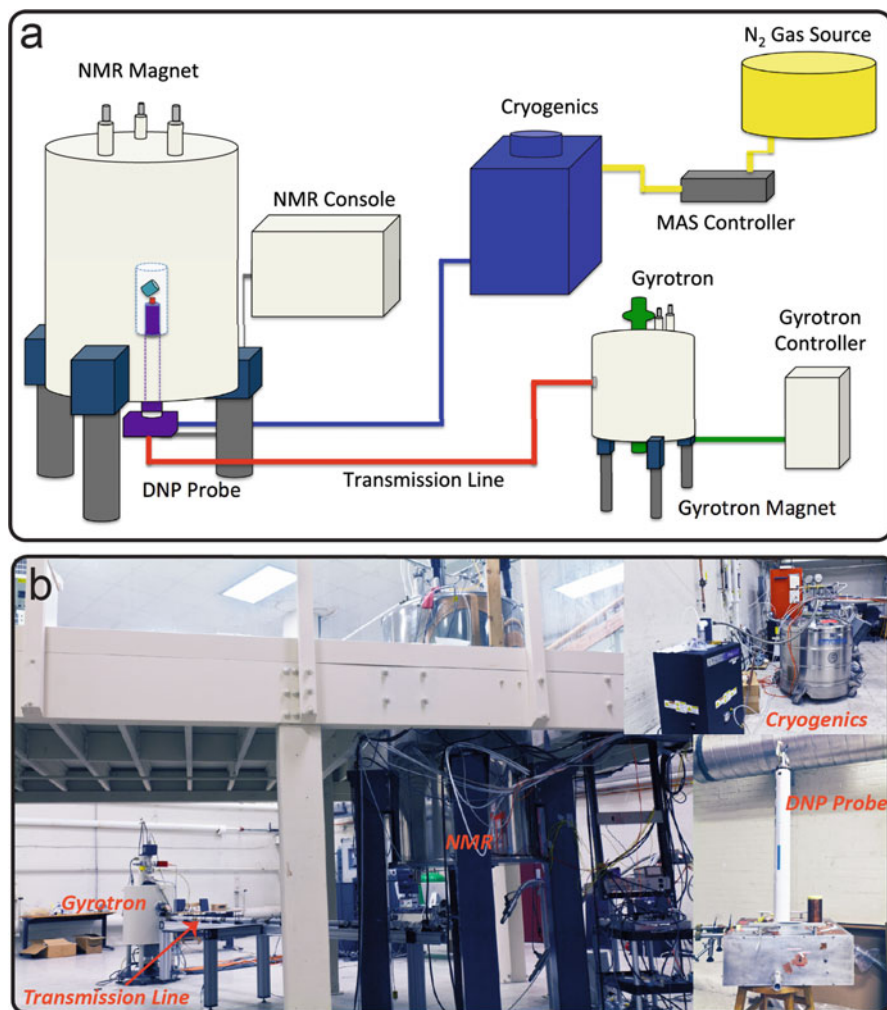 a
N₂ Gas Source
NMR Magnet
Cryogenics
NMR Console
MAS Controller
Gyrotron
Gyrotron
Controller
DNP Probe
Transmission Line
Gyrotron Magnet
b
Cryogenics
DNP Probe
NMR
Gyrotron
Transmission Line